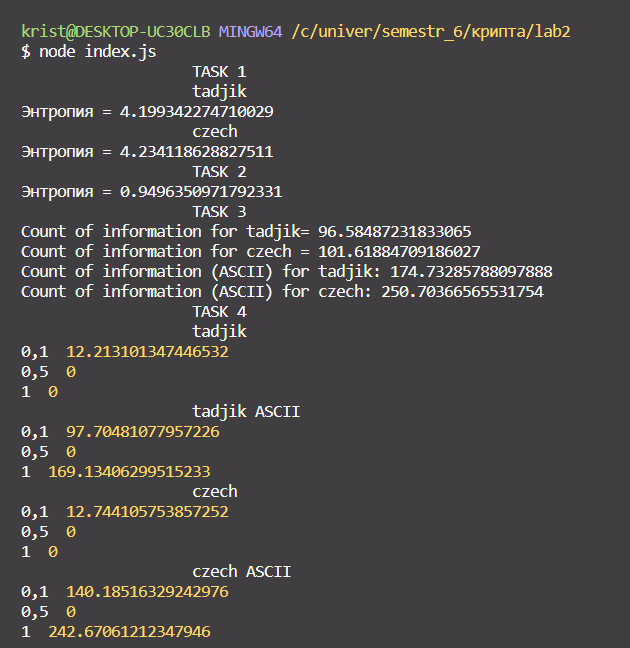 krist@DESKTOP-UC30CLB MINGW64 /c/univer/semestr_6/крипта/lab2
$ node index.js
TASK 1
tadjik
Энтропия = 4.199342274710029
czech
Энтропия = 4.234118628827511
TASK 2
Энтропия = 0.9496350971792331
TASK 3
Count of information for tadjik= 96.58487231833065
Count of information for czech = 101.61884709186027
Count of information (ASCII) for tadjik: 174.73285788097888
Count of information (ASCII) for czech: 250.70366565531754
TASK 4
tadjik
0,1 12.213101347446532
0,5 0
1 0
tadjik ASCII
0,1 97.70481077957226
0,5 0
1 169.13406299515233
czech
0,1 12.744105753857252
0,5 0
1 0
czech ASCII
0,1 140.18516329242976
0,5 0
1 242.67061212347946